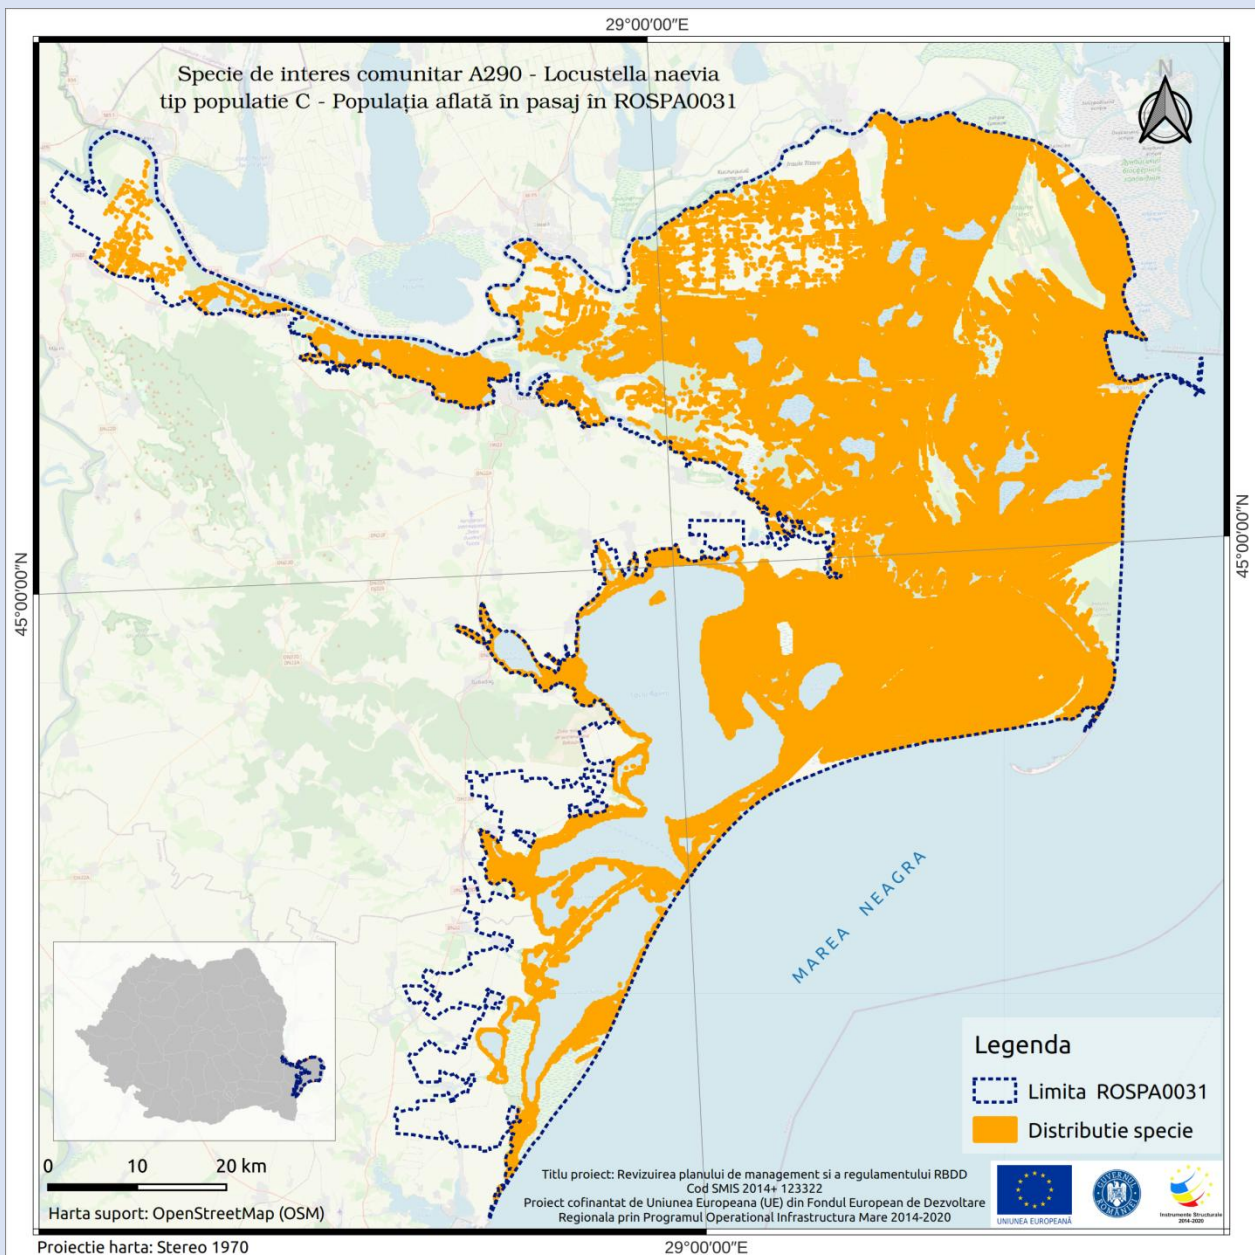 29°00'00"E
Specie de interes comunitar A290 - Locustella naevia
tip populatie C - Populația aflată în pasaj în ROSPA0031
N
45°00'00"N
45°00'00"N
MAREA NEAGRA
Legenda
Limita ROSPA0031
Distributie specie
0 10 20 km
Harta suport: OpenStreetMap (OSM)
Titlu proiect: Revizuirea planului de management si a regulamentului RBDD
Cod SMIS 2014+ 123322
Proiect cofinantat de Uniunea Europeana (UE) din Fondul European de Dezvoltare
Regionala prin Programul Operational Infrastructura Mare 2014-2020
UNIUNEA EUROPEANĂ
GUVERNUL ROMÂNIEI
Instrumente Structurale
2014-2020
Proiectie harta: Stereo 1970
29°00'00"E